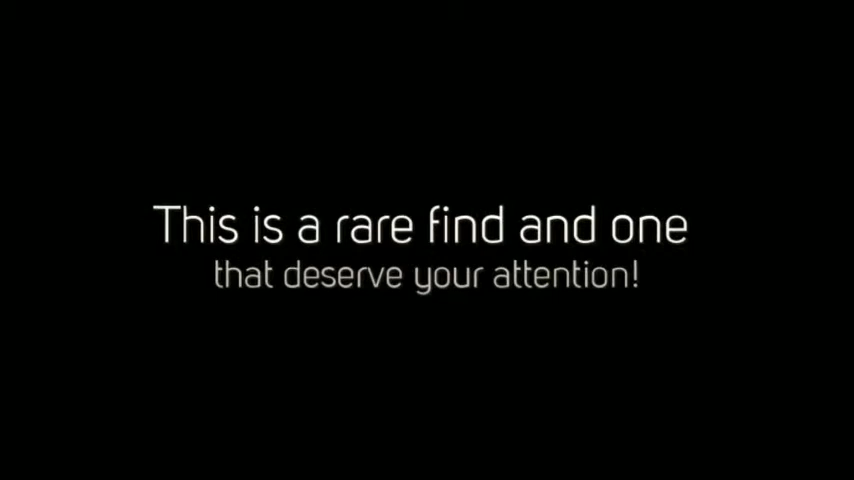 This is a rare find and one
that deserve your attention!